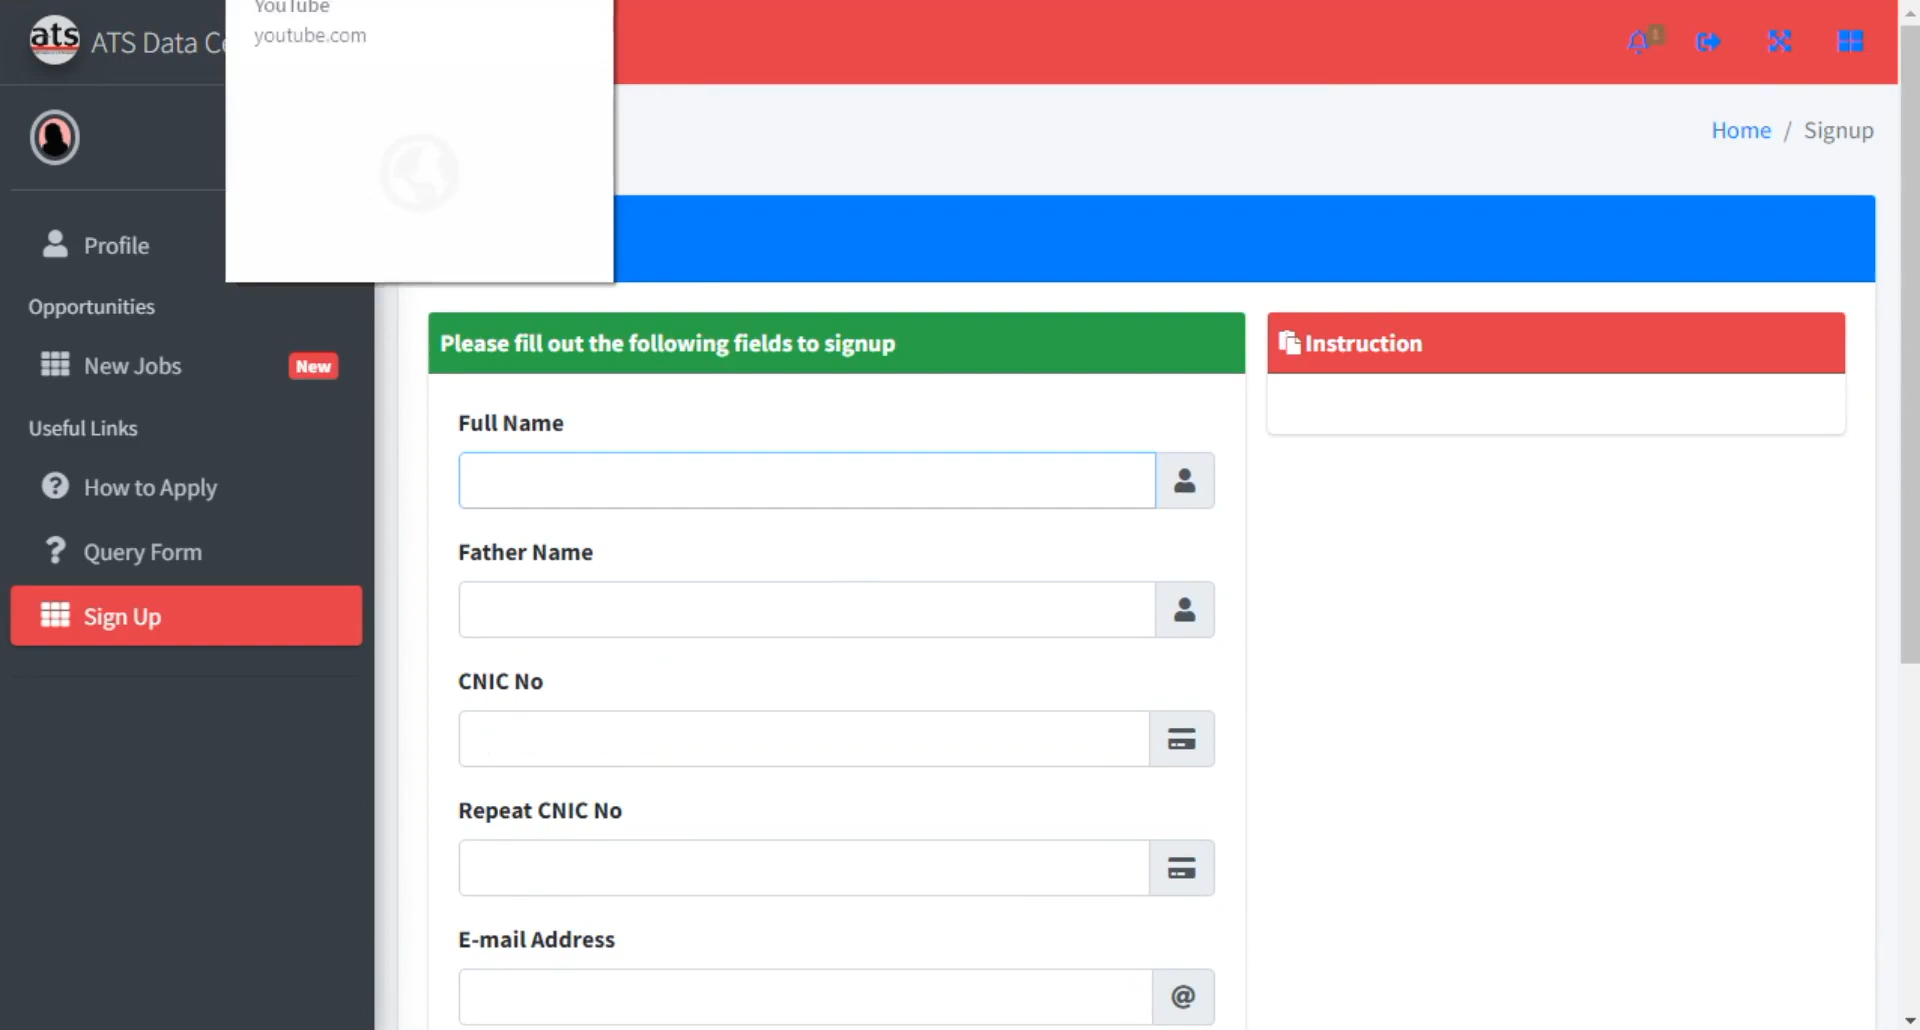 YouTube
youtube.com
ats ATS Data Ce
1
Home / Signup
Profile
Opportunities
New Jobs New
Useful Links
How to Apply
Query Form
Sign Up
Please fill out the following fields to signup
Instruction
Full Name
Father Name
CNIC No
Repeat CNIC No
E-mail Address
@